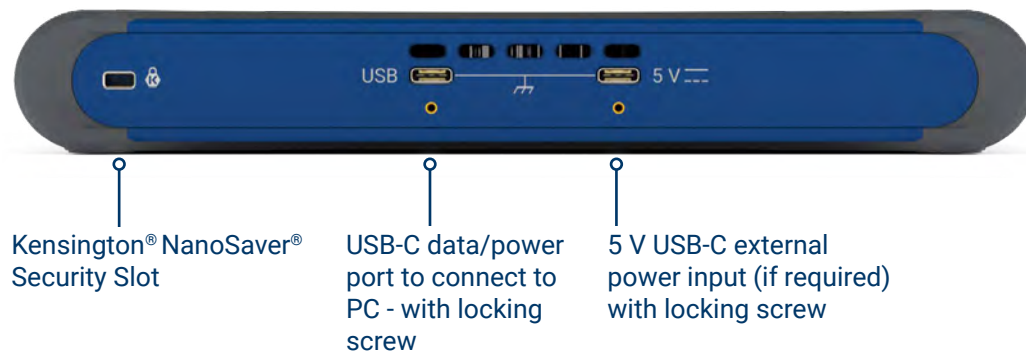 USB
5 V
Kensington® NanoSaver®
Security Slot
USB-C data/power
port to connect to
PC - with locking
screw
5 V USB-C external
power input (if required)
with locking screw